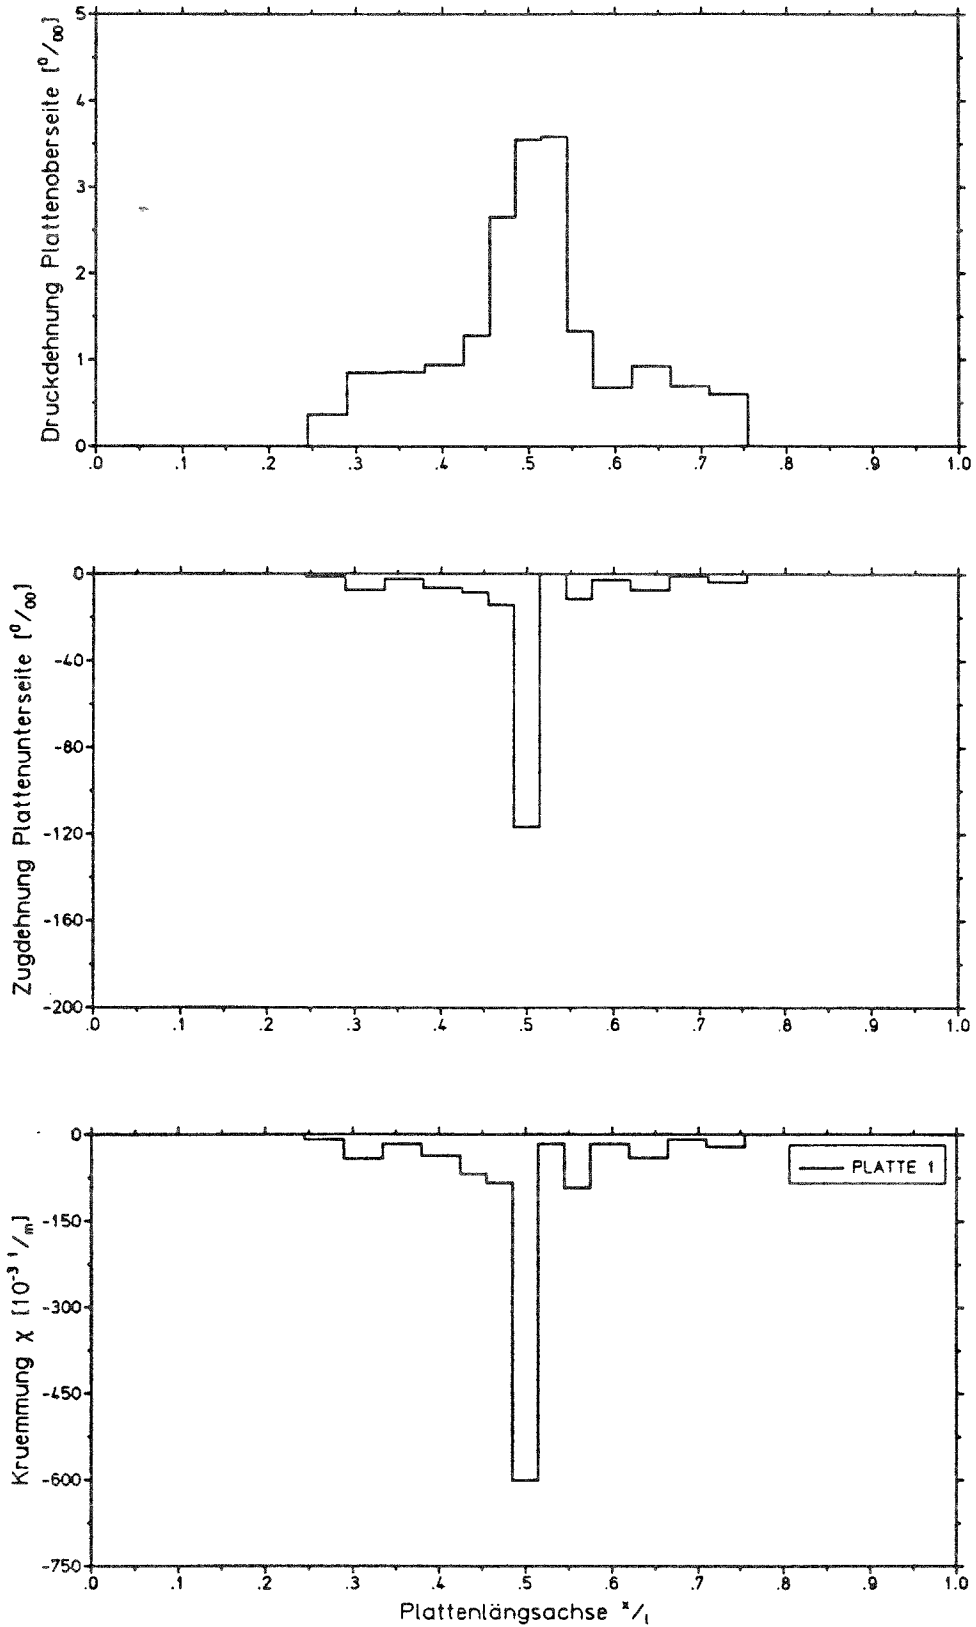 Druckdehnung Plattenoberseite [⁰/₀₀]
5
4
3
2
1
0
.0 .1 .2 .3 .4 .5 .6 .7 .8 .9 1.0
Zugdehnung Plattenunterseite [⁰/₀₀]
0
-40
-80
-120
-160
-200
.0 .1 .2 .3 .4 .5 .6 .7 .8 .9 1.0
Kruemmung χ [10⁻³ ¹/m]
0
-150
-300
-450
-600
-750
PLATTE 1
.0 .1 .2 .3 .4 .5 .6 .7 .8 .9 1.0
Plattenlängsachse ˣ/ₗ